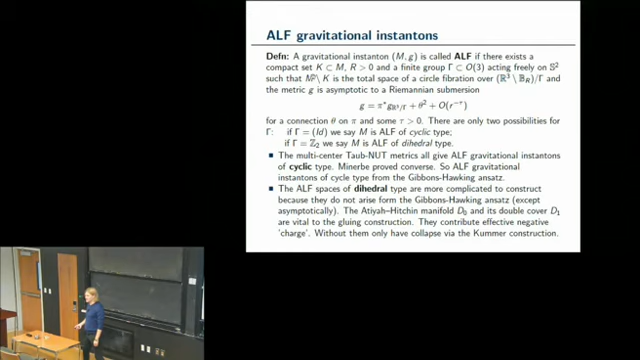 ALF gravitational instantons
Defn: A gravitational instanton (M, g) is called ALF if there exists a
compact set K ⊂ M, R > 0 and a finite group Γ ⊂ O(3) acting freely on S²
such that M \ K is the total space of a circle fibration over (ℝ³ \ 𝔹_R)/Γ and
the metric g is asymptotic to a Riemannian submersion
g = π*g_{ℝ³/Γ} + θ² + O(r^{-τ})
for a connection θ on π and some τ > 0. There are only two possibilities for
Γ: if Γ = (Id) we say M is ALF of cyclic type;
if Γ = ℤ₂ we say M is ALF of dihedral type.
The multi-center Taub-NUT metrics all give ALF gravitational instantons
of cyclic type. Minerbe proved converse. So ALF gravitational
instantons of cycle type from the Gibbons-Hawking ansatz.
The ALF spaces of dihedral type are more complicated to construct
because they do not arise form the Gibbons-Hawking ansatz (except
asymptotically). The Atiyah-Hitchin manifold D₀ and its double cover D₁
are vital to the gluing construction. They contribute effective negative
'charge'. Without them only have collapse via the Kummer construction.